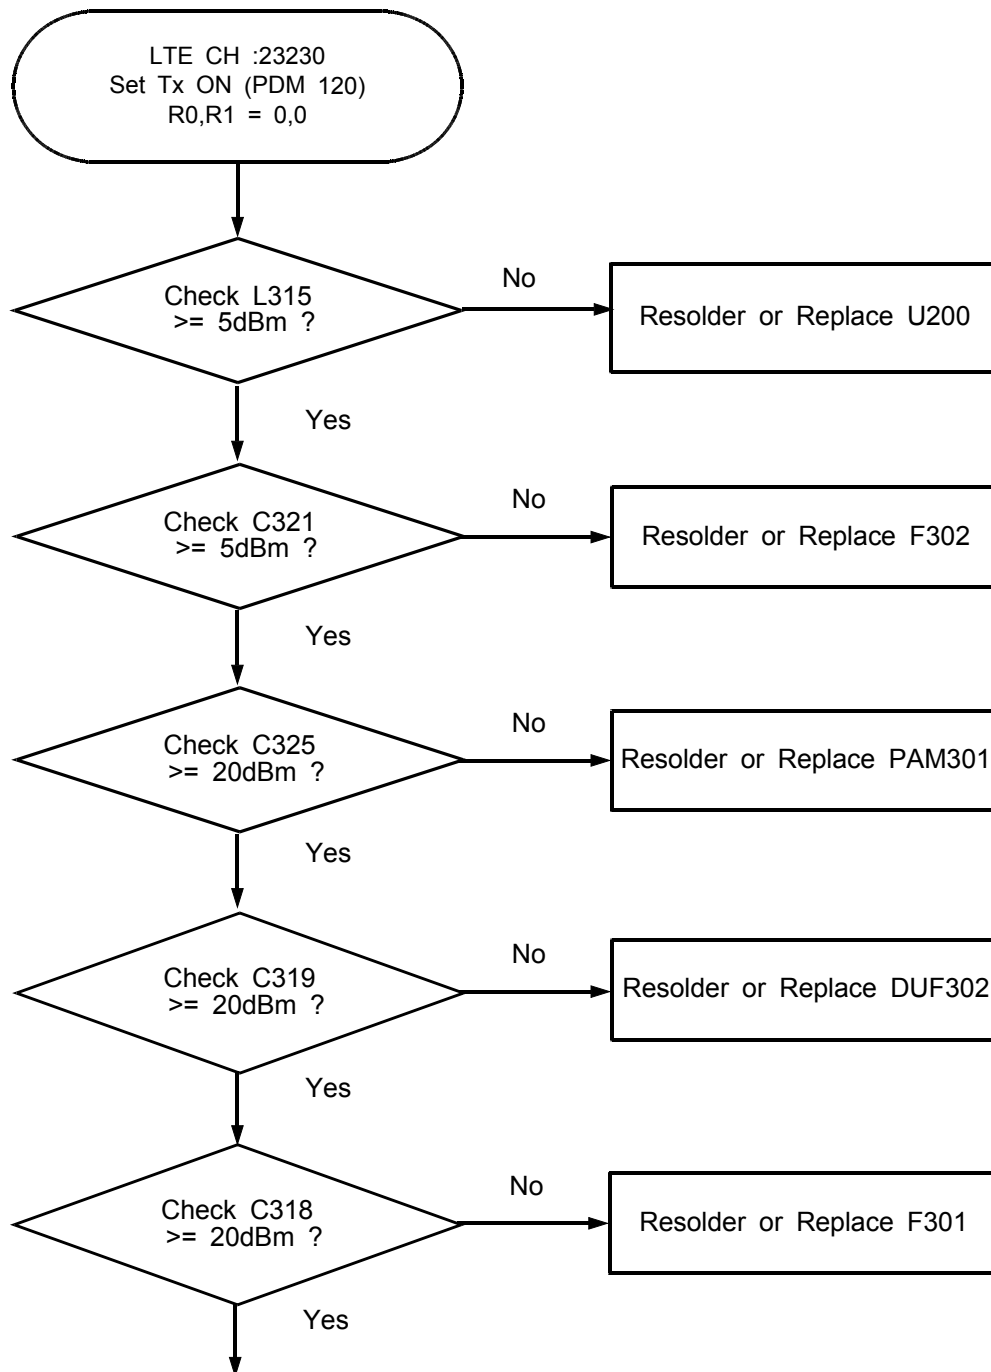 LTE CH :23230
Set Tx ON (PDM 120)
R0,R1 = 0,0
Check L315
>= 5dBm ?
No
Resolder or Replace U200
Yes
Check C321
>= 5dBm ?
No
Resolder or Replace F302
Yes
Check C325
>= 20dBm ?
No
Resolder or Replace PAM301
Yes
Check C319
>= 20dBm ?
No
Resolder or Replace DUF302
Yes
Check C318
>= 20dBm ?
No
Resolder or Replace F301
Yes